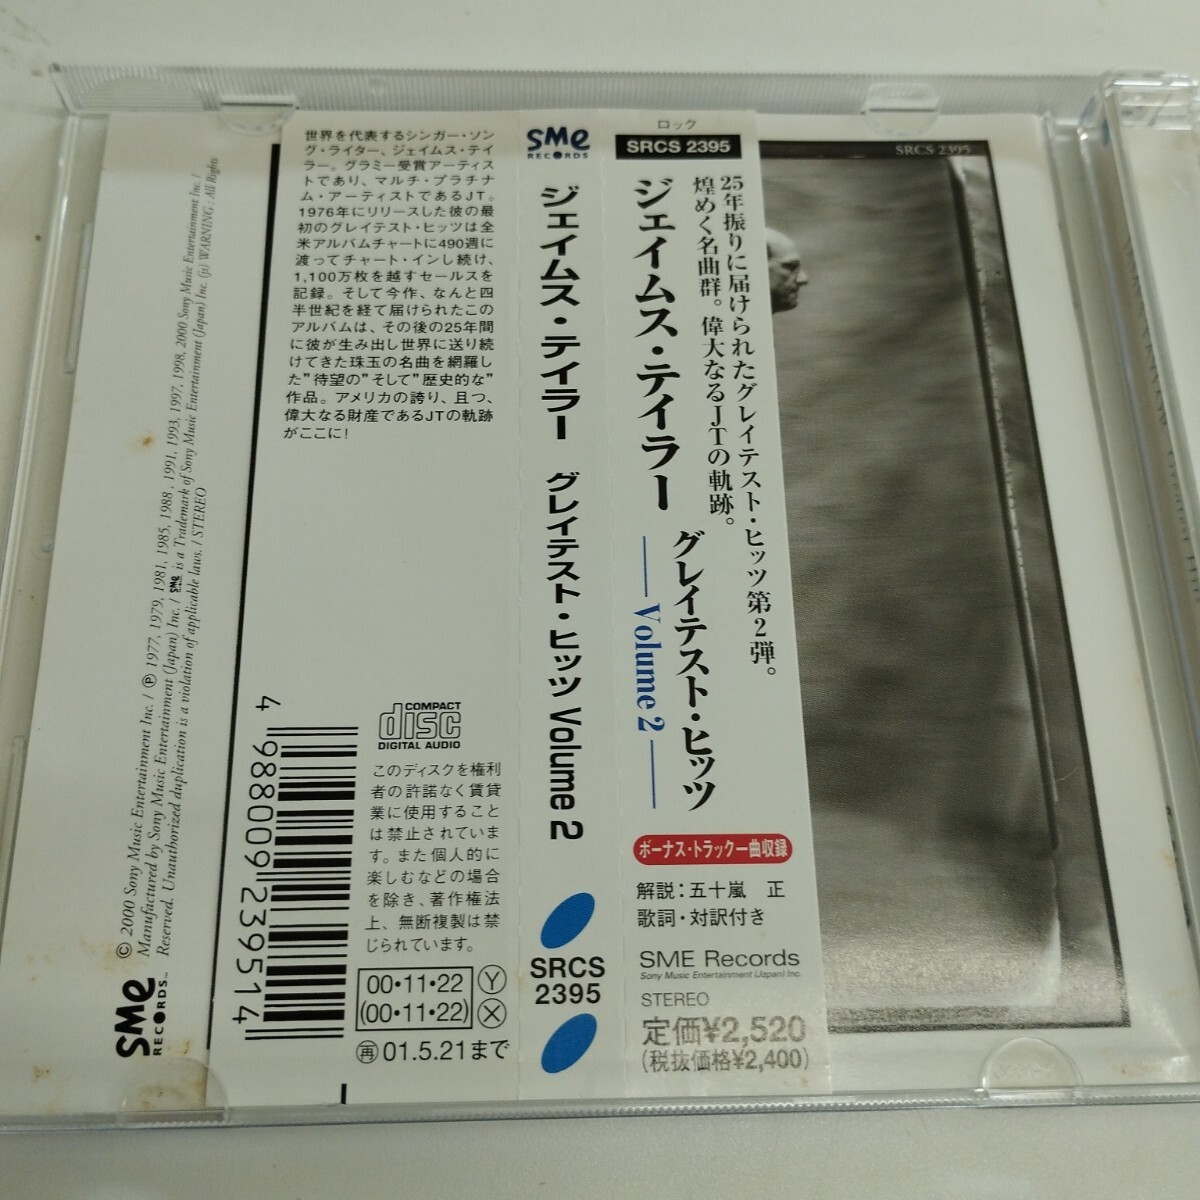 © 2000 Sony Music Entertainment Inc. / ℗ 1977, 1979, 1981, 1985, 1988, 1991, 1993, 1997, 1998, 2000 Sony Music Entertainment Inc. /
Manufactured by Sony Music Entertainment (Japan) Inc. / SMe is a Trademark of Sony Music Entertainment (Japan) Inc. (js) WARNING : All Rights
Reserved. Unauthorized duplication is a violation of applicable laws. / STEREO
SMe
RECORDS™
世界を代表するシンガー・ソン
グ・ライター、ジェイムス・テイ
ラー。グラミー受賞アーティス
トであり、マルチ・プラチナ
ム・アーティストであるJT。
1976年にリリースした彼の最
初のグレイテスト・ヒッツは全
米アルバムチャートに490週に
渡ってチャート・インし続け、
1,100万枚を越すセールスを
記録。そして今作、なんと四
半世紀を経て届けられたこの
アルバムは、その後の25年間
に彼が生み出し世界に送り続
けてきた珠玉の名曲を網羅し
た"待望の"そして"歴史的な"
作品。アメリカの誇り、且つ、
偉大なる財産であるJTの軌跡
がここに!
4 988009 239514
COMPACT
disc
DIGITAL AUDIO
このディスクを権利
者の許諾なく賃貸
業に使用すること
は禁止されていま
す。また個人的に
楽しむなどの場合
を除き、著作権法
上、無断複製は禁
じられています。
00・11・22 Ⓨ
(00・11・22) Ⓧ
㊢ 01.5.21まで
SMe
RECORDS
ジェイムス・テイラー グレイテスト・ヒッツ Volume 2
SRCS
2395
ロック
SRCS 2395
25年振りに届けられたグレイテスト・ヒッツ第2弾。
煌めく名曲群。偉大なるJTの軌跡。
ジェイムス・テイラー
グレイテスト・ヒッツ
Volume 2
ボーナス・トラック一曲収録
解説:五十嵐 正
歌詞・対訳付き
SME Records
Sony Music Entertainment (Japan) Inc.
STEREO
定価¥2,520
(税抜価格¥2,400)
SRCS 2395